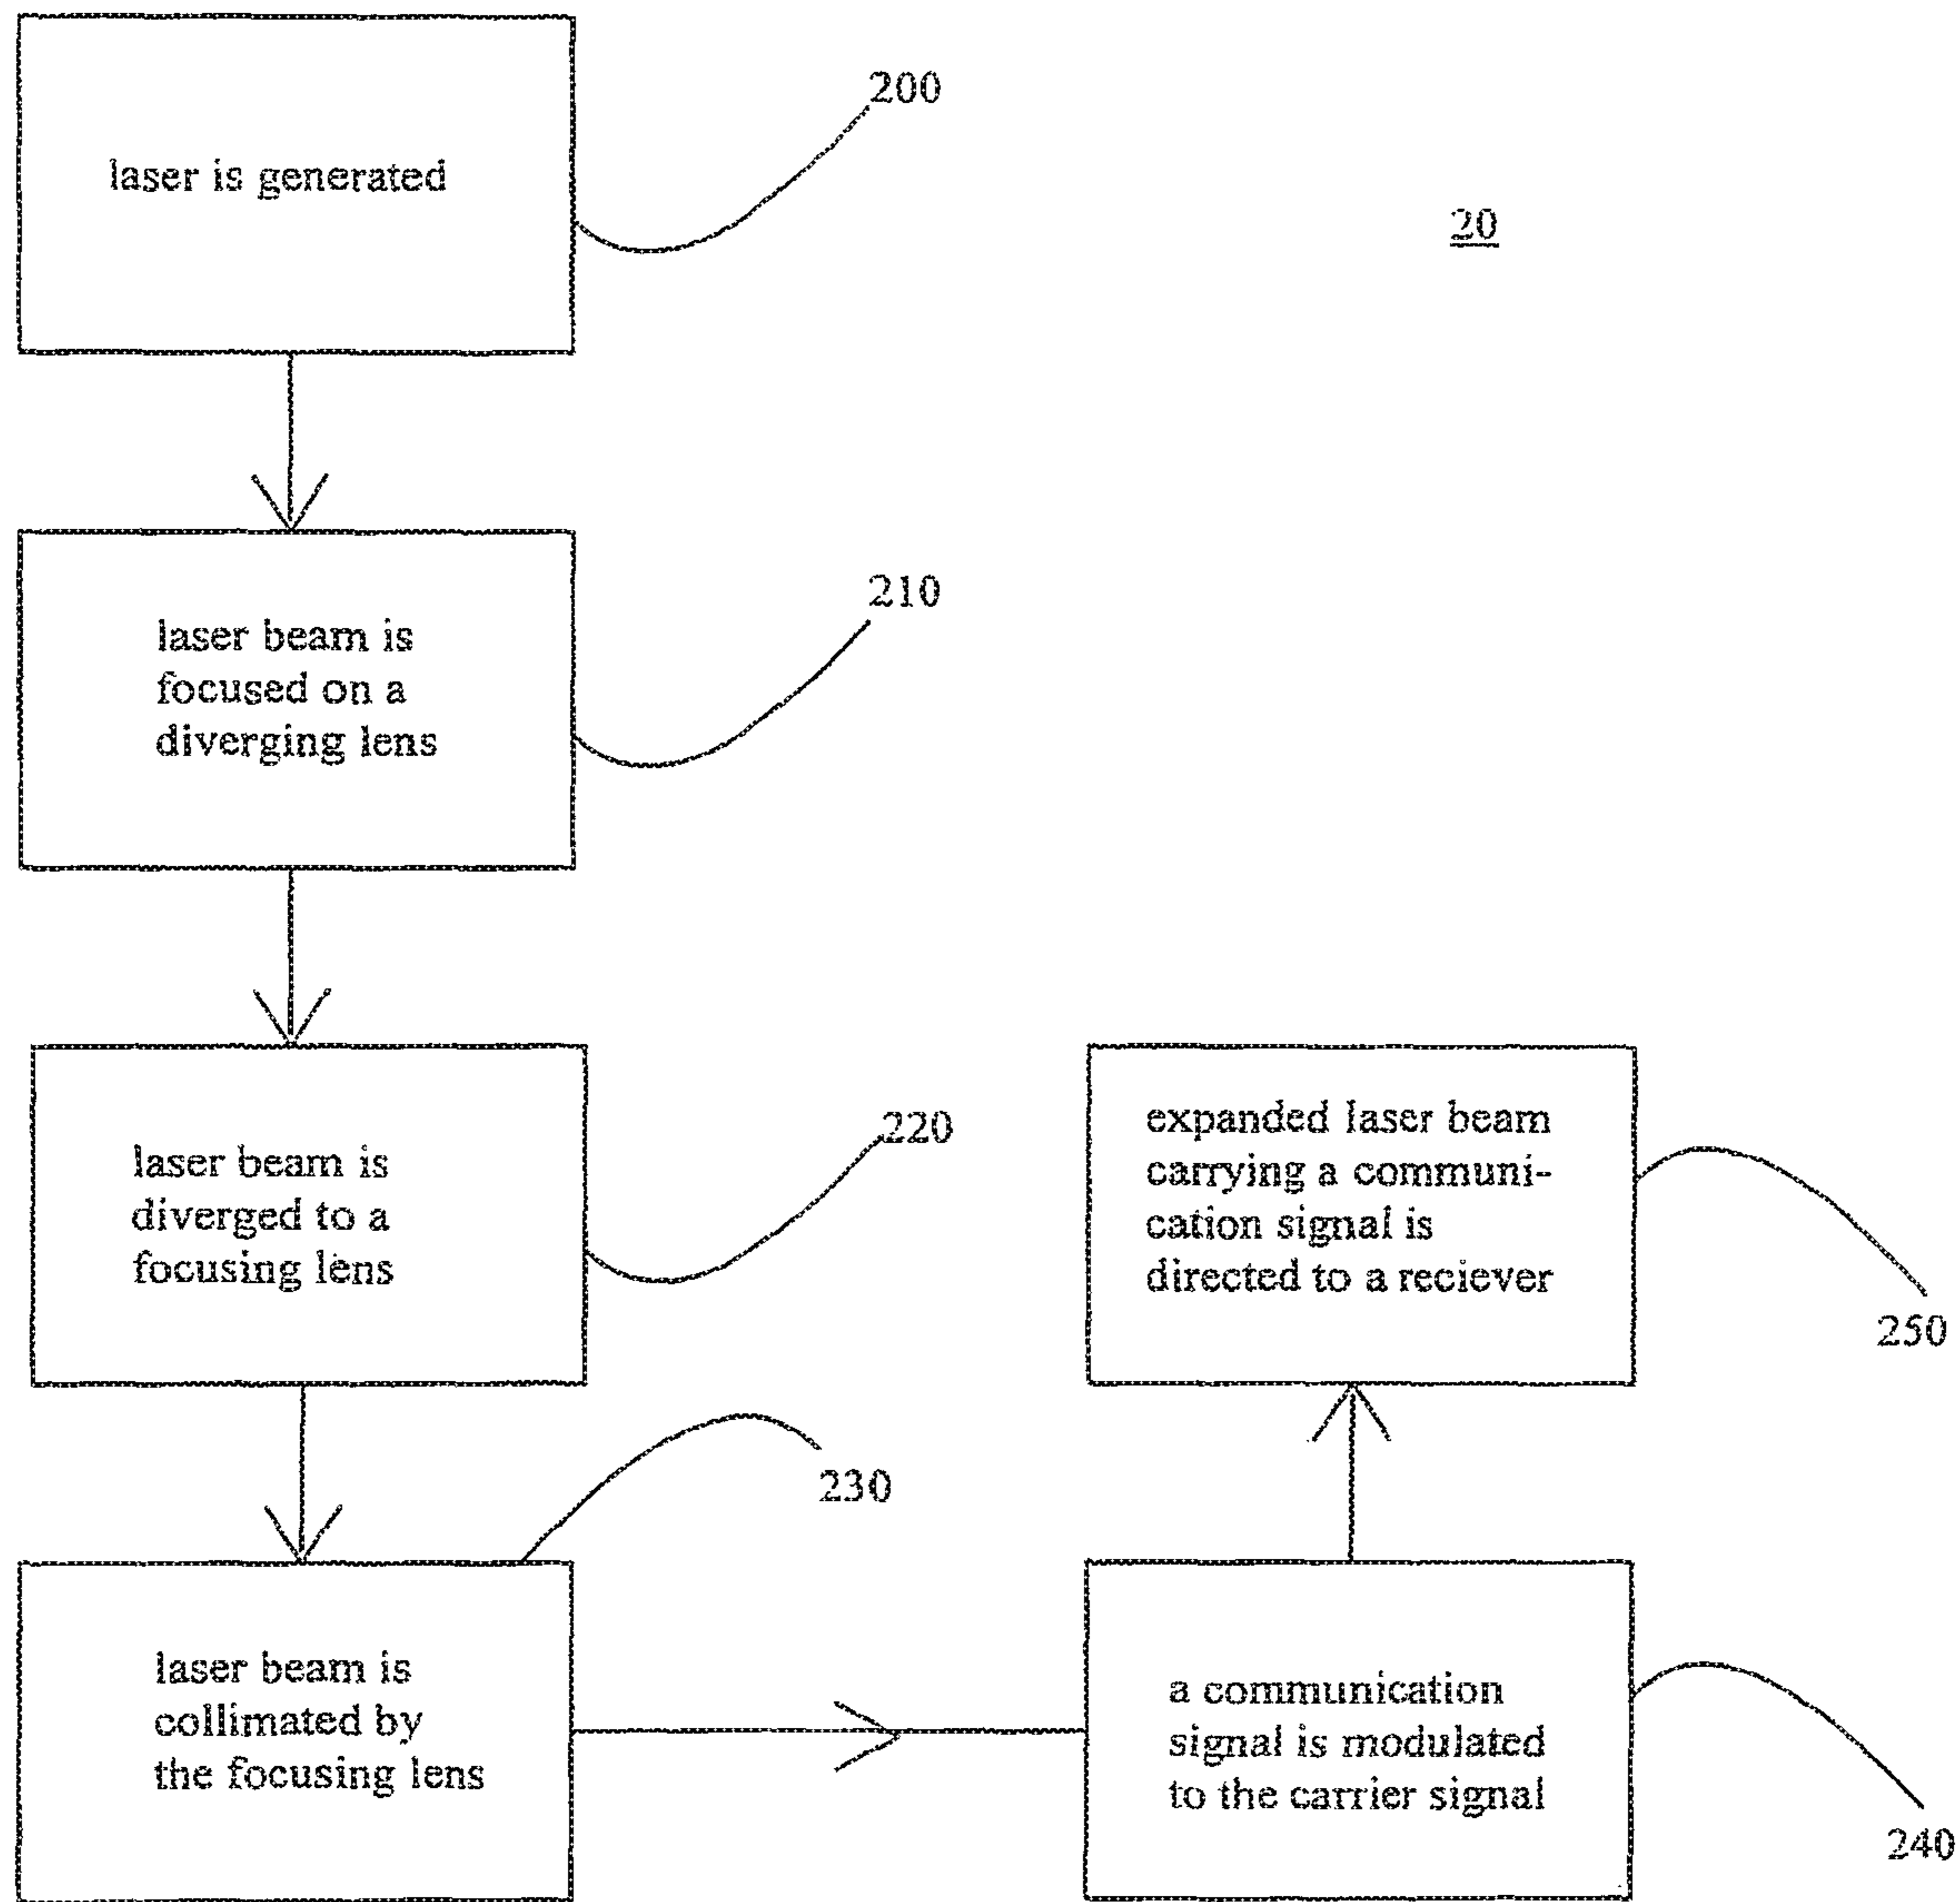 laser is generated
200
20
laser beam is
focused on a
diverging lens
210
laser beam is
diverged to a
focusing lens
220
expanded laser beam
carrying a communi-
cation signal is
directed to a reciever
250
230
laser beam is
collimated by
the focusing lens
a communication
signal is modulated
to the carrier signal
240